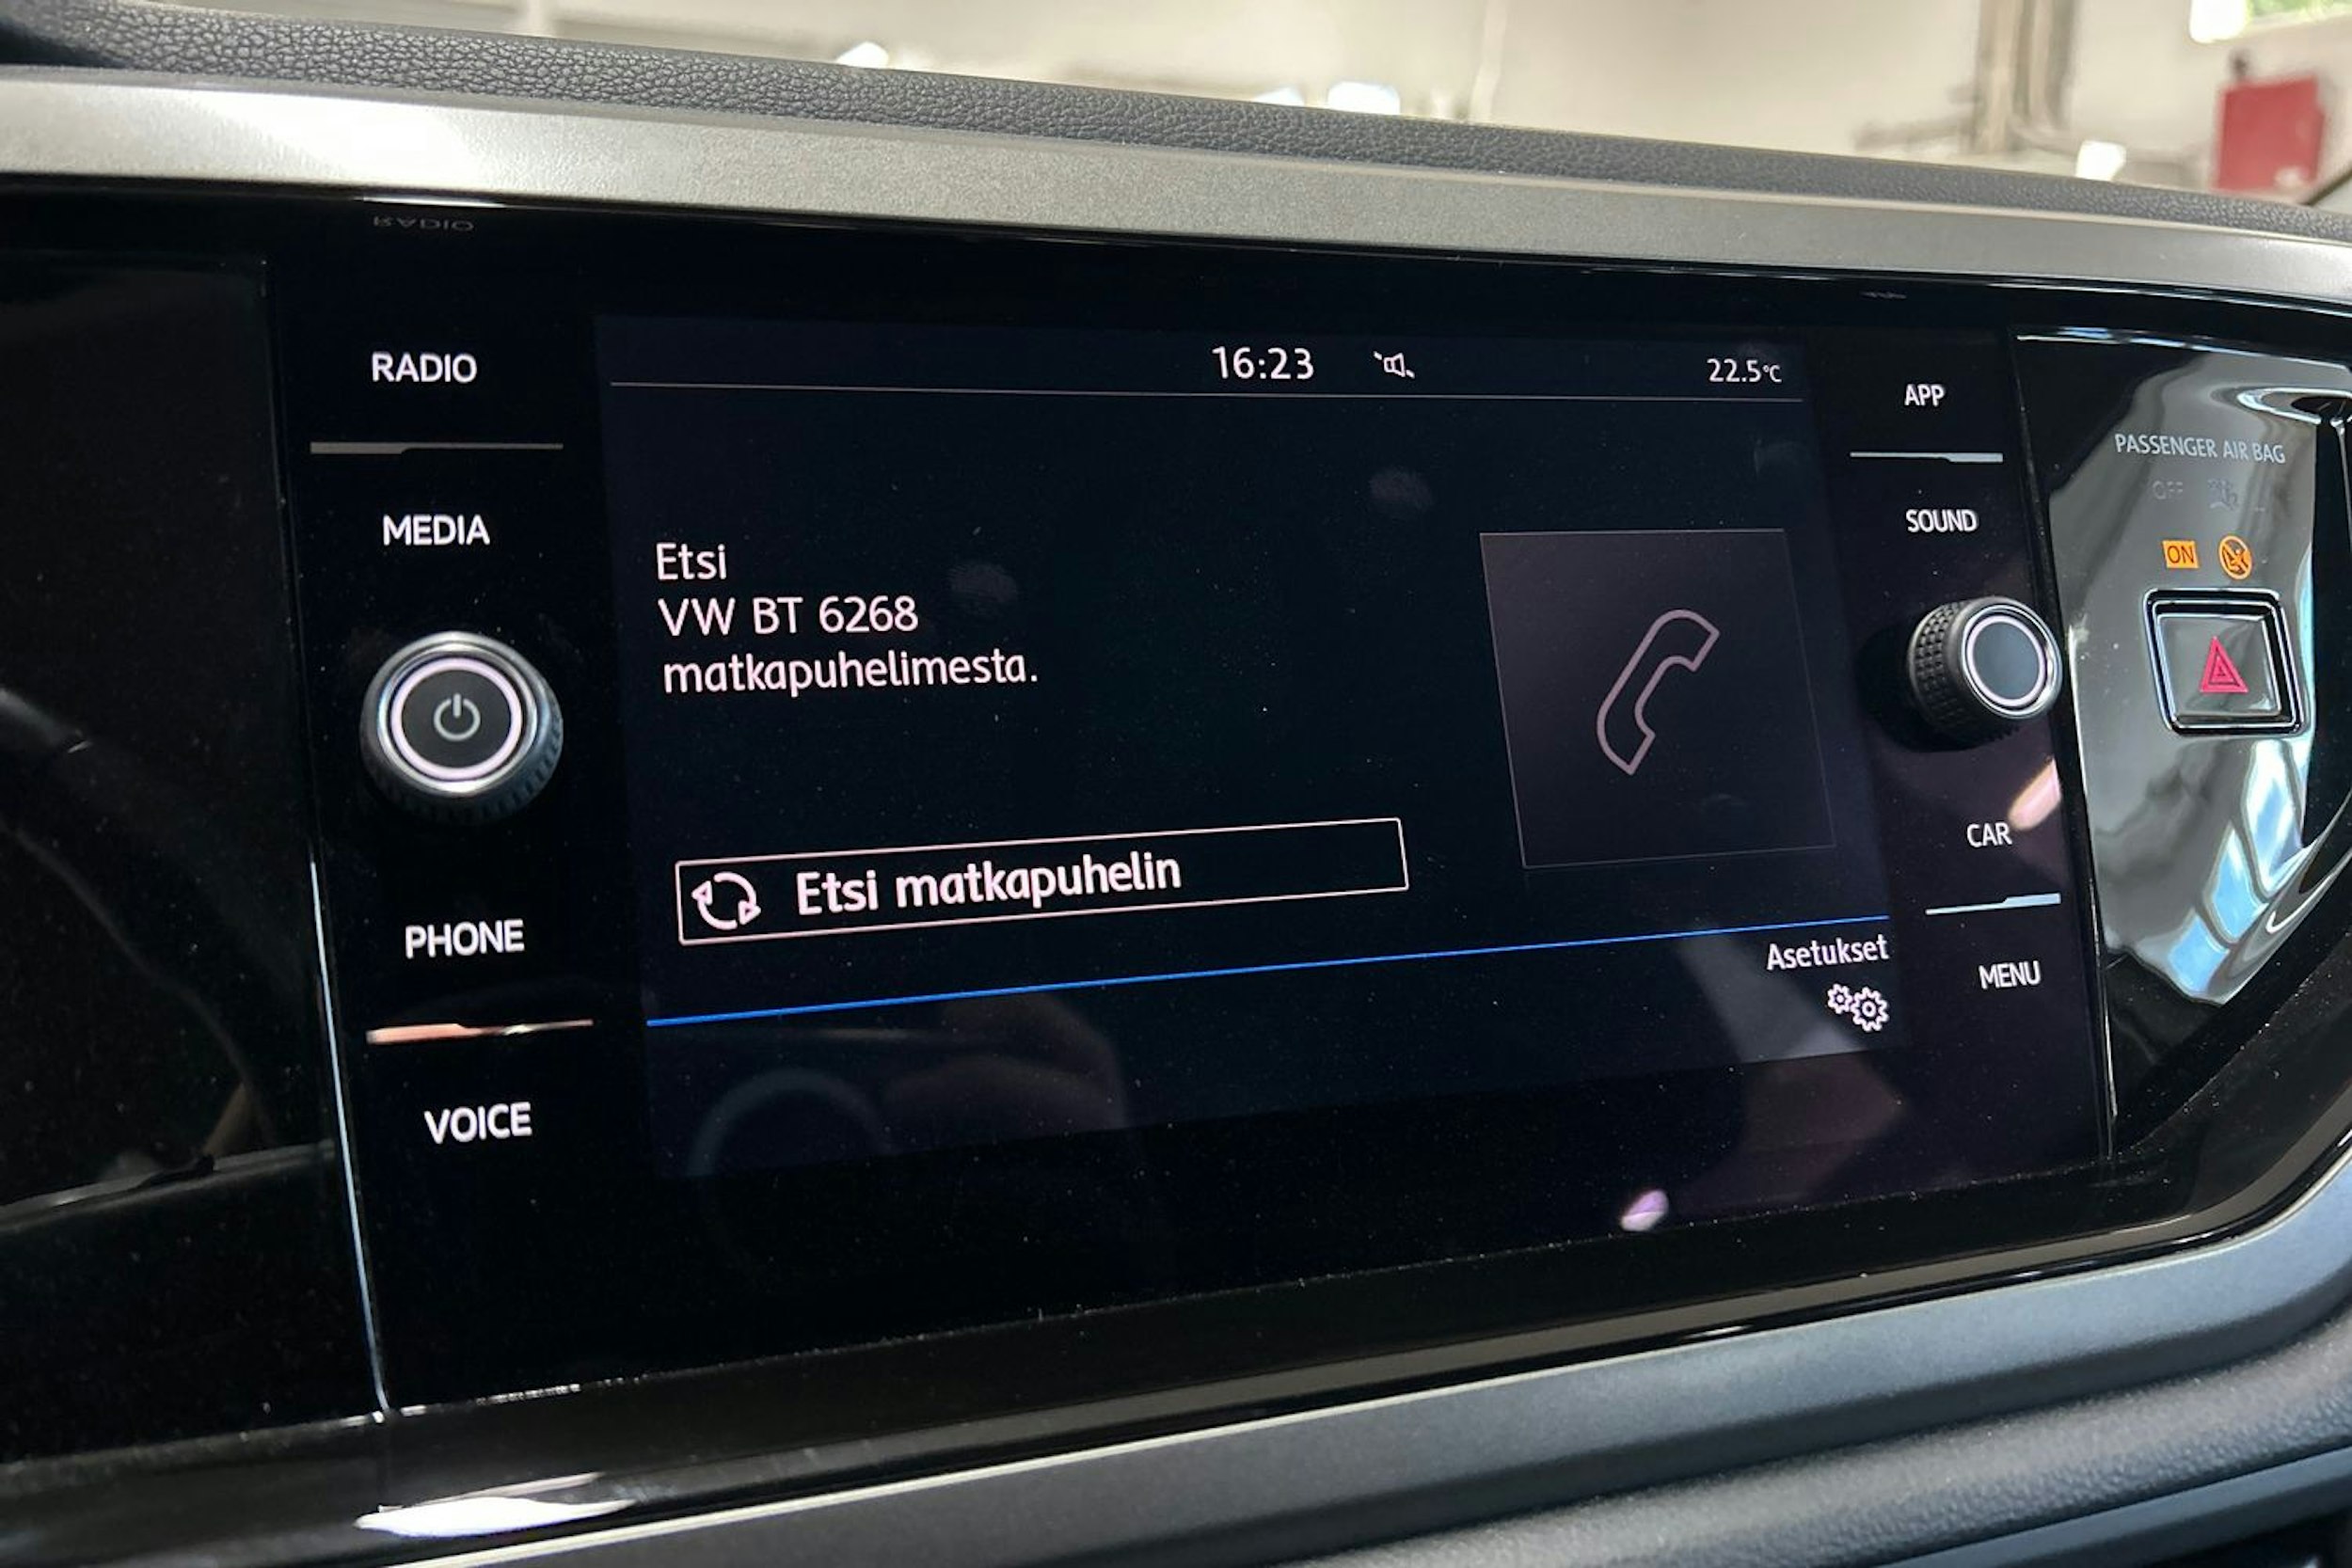 RADIO
MEDIA
PHONE
VOICE
16:23
22.5°C
Etsi
VW BT 6268
matkapuhelimesta.
Etsi matkapuhelin
Asetukset
APP
SOUND
CAR
MENU
PASSENGER AIR BAG
OFF
ON